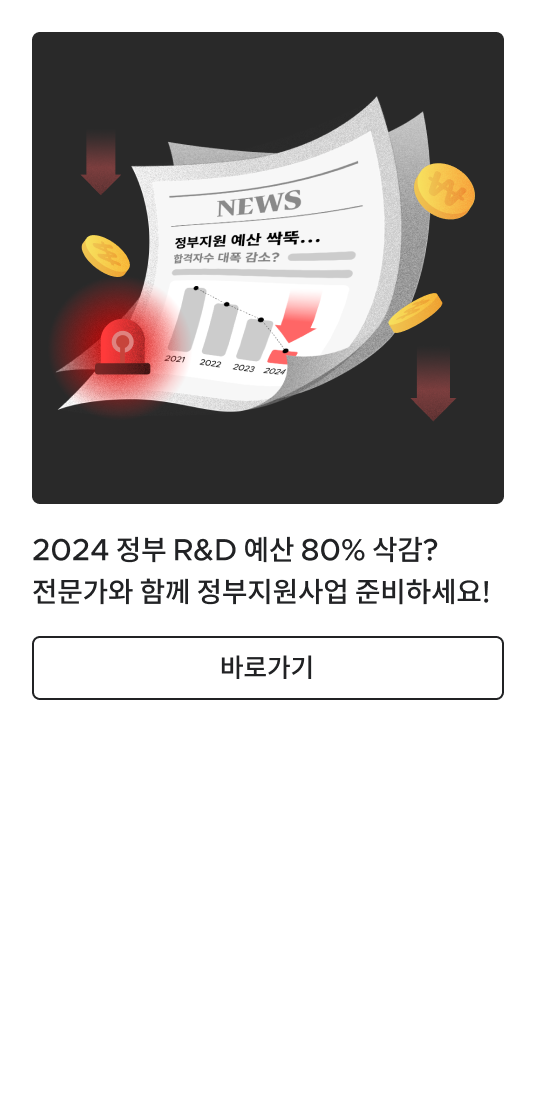 NEWS
정부지원 예산 싹뚝...
합격자수 대폭 감소?
2021 2022 2023 2024
2024 정부 R&D 예산 80% 삭감?
전문가와 함께 정부지원사업 준비하세요!
바로가기